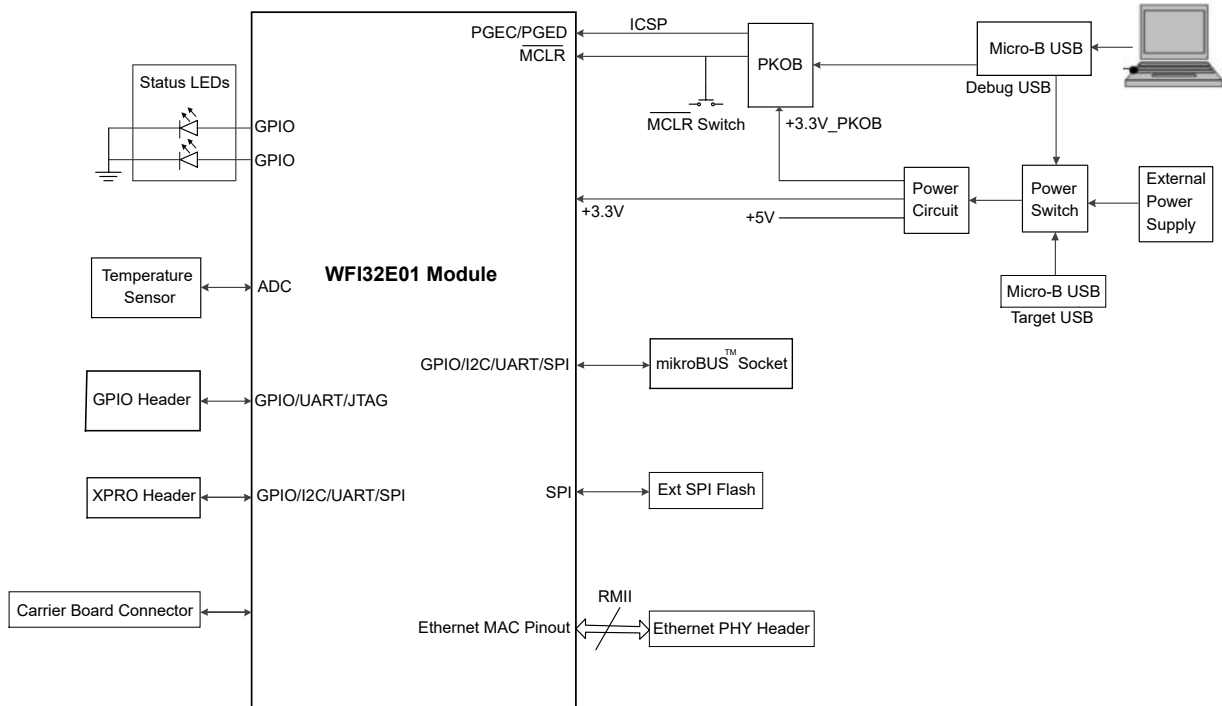 PGEC/PGED
ICSP
MCLR
PKOB
Micro-B USB
Debug USB
MCLR Switch
+3.3V_PKOB
Status LEDs
GPIO
GPIO
Power
Circuit
Power
Switch
External
Power
Supply
+3.3V
+5V
Micro-B USB
Target USB
WFI32E01 Module
Temperature
Sensor
ADC
GPIO/I2C/UART/SPI
mikroBUS™ Socket
GPIO Header
GPIO/UART/JTAG
XPRO Header
GPIO/I2C/UART/SPI
SPI
Ext SPI Flash
Carrier Board Connector
RMII
Ethernet MAC Pinout
Ethernet PHY Header